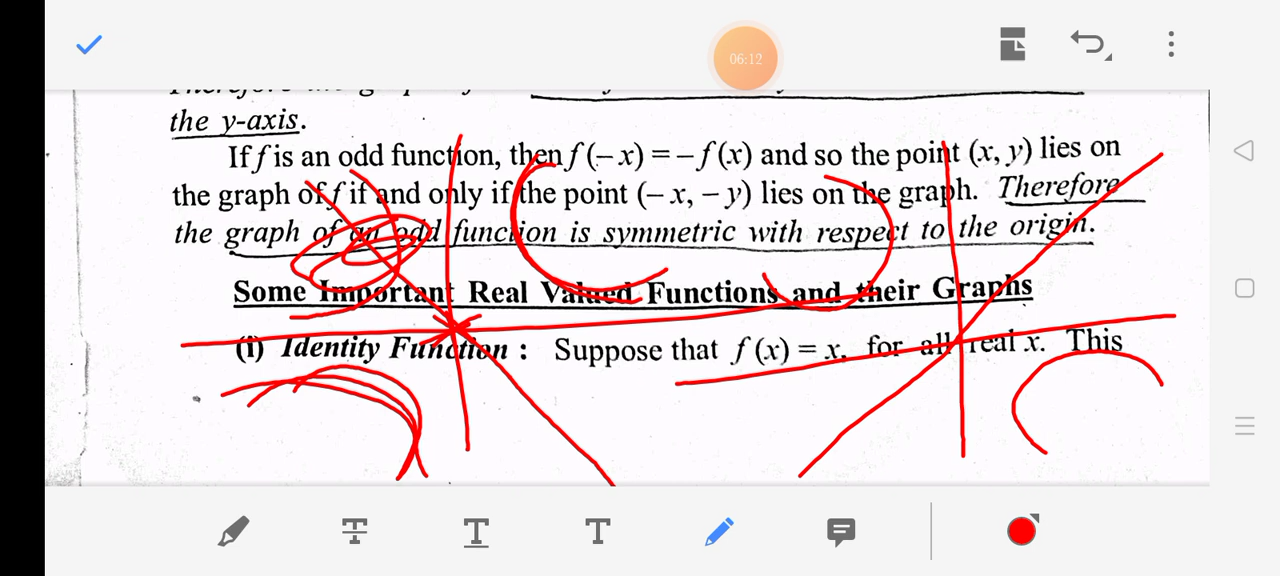 06:12
the y-axis.
If f is an odd function, then f (– x) = – f (x) and so the point (x, y) lies on
the graph of f if and only if the point (– x, – y) lies on the graph. Therefore
the graph of an odd function is symmetric with respect to the origin.
Some Important Real Valued Functions and their Graphs
(i) Identity Function : Suppose that f (x) = x, for all real x. This
T T T